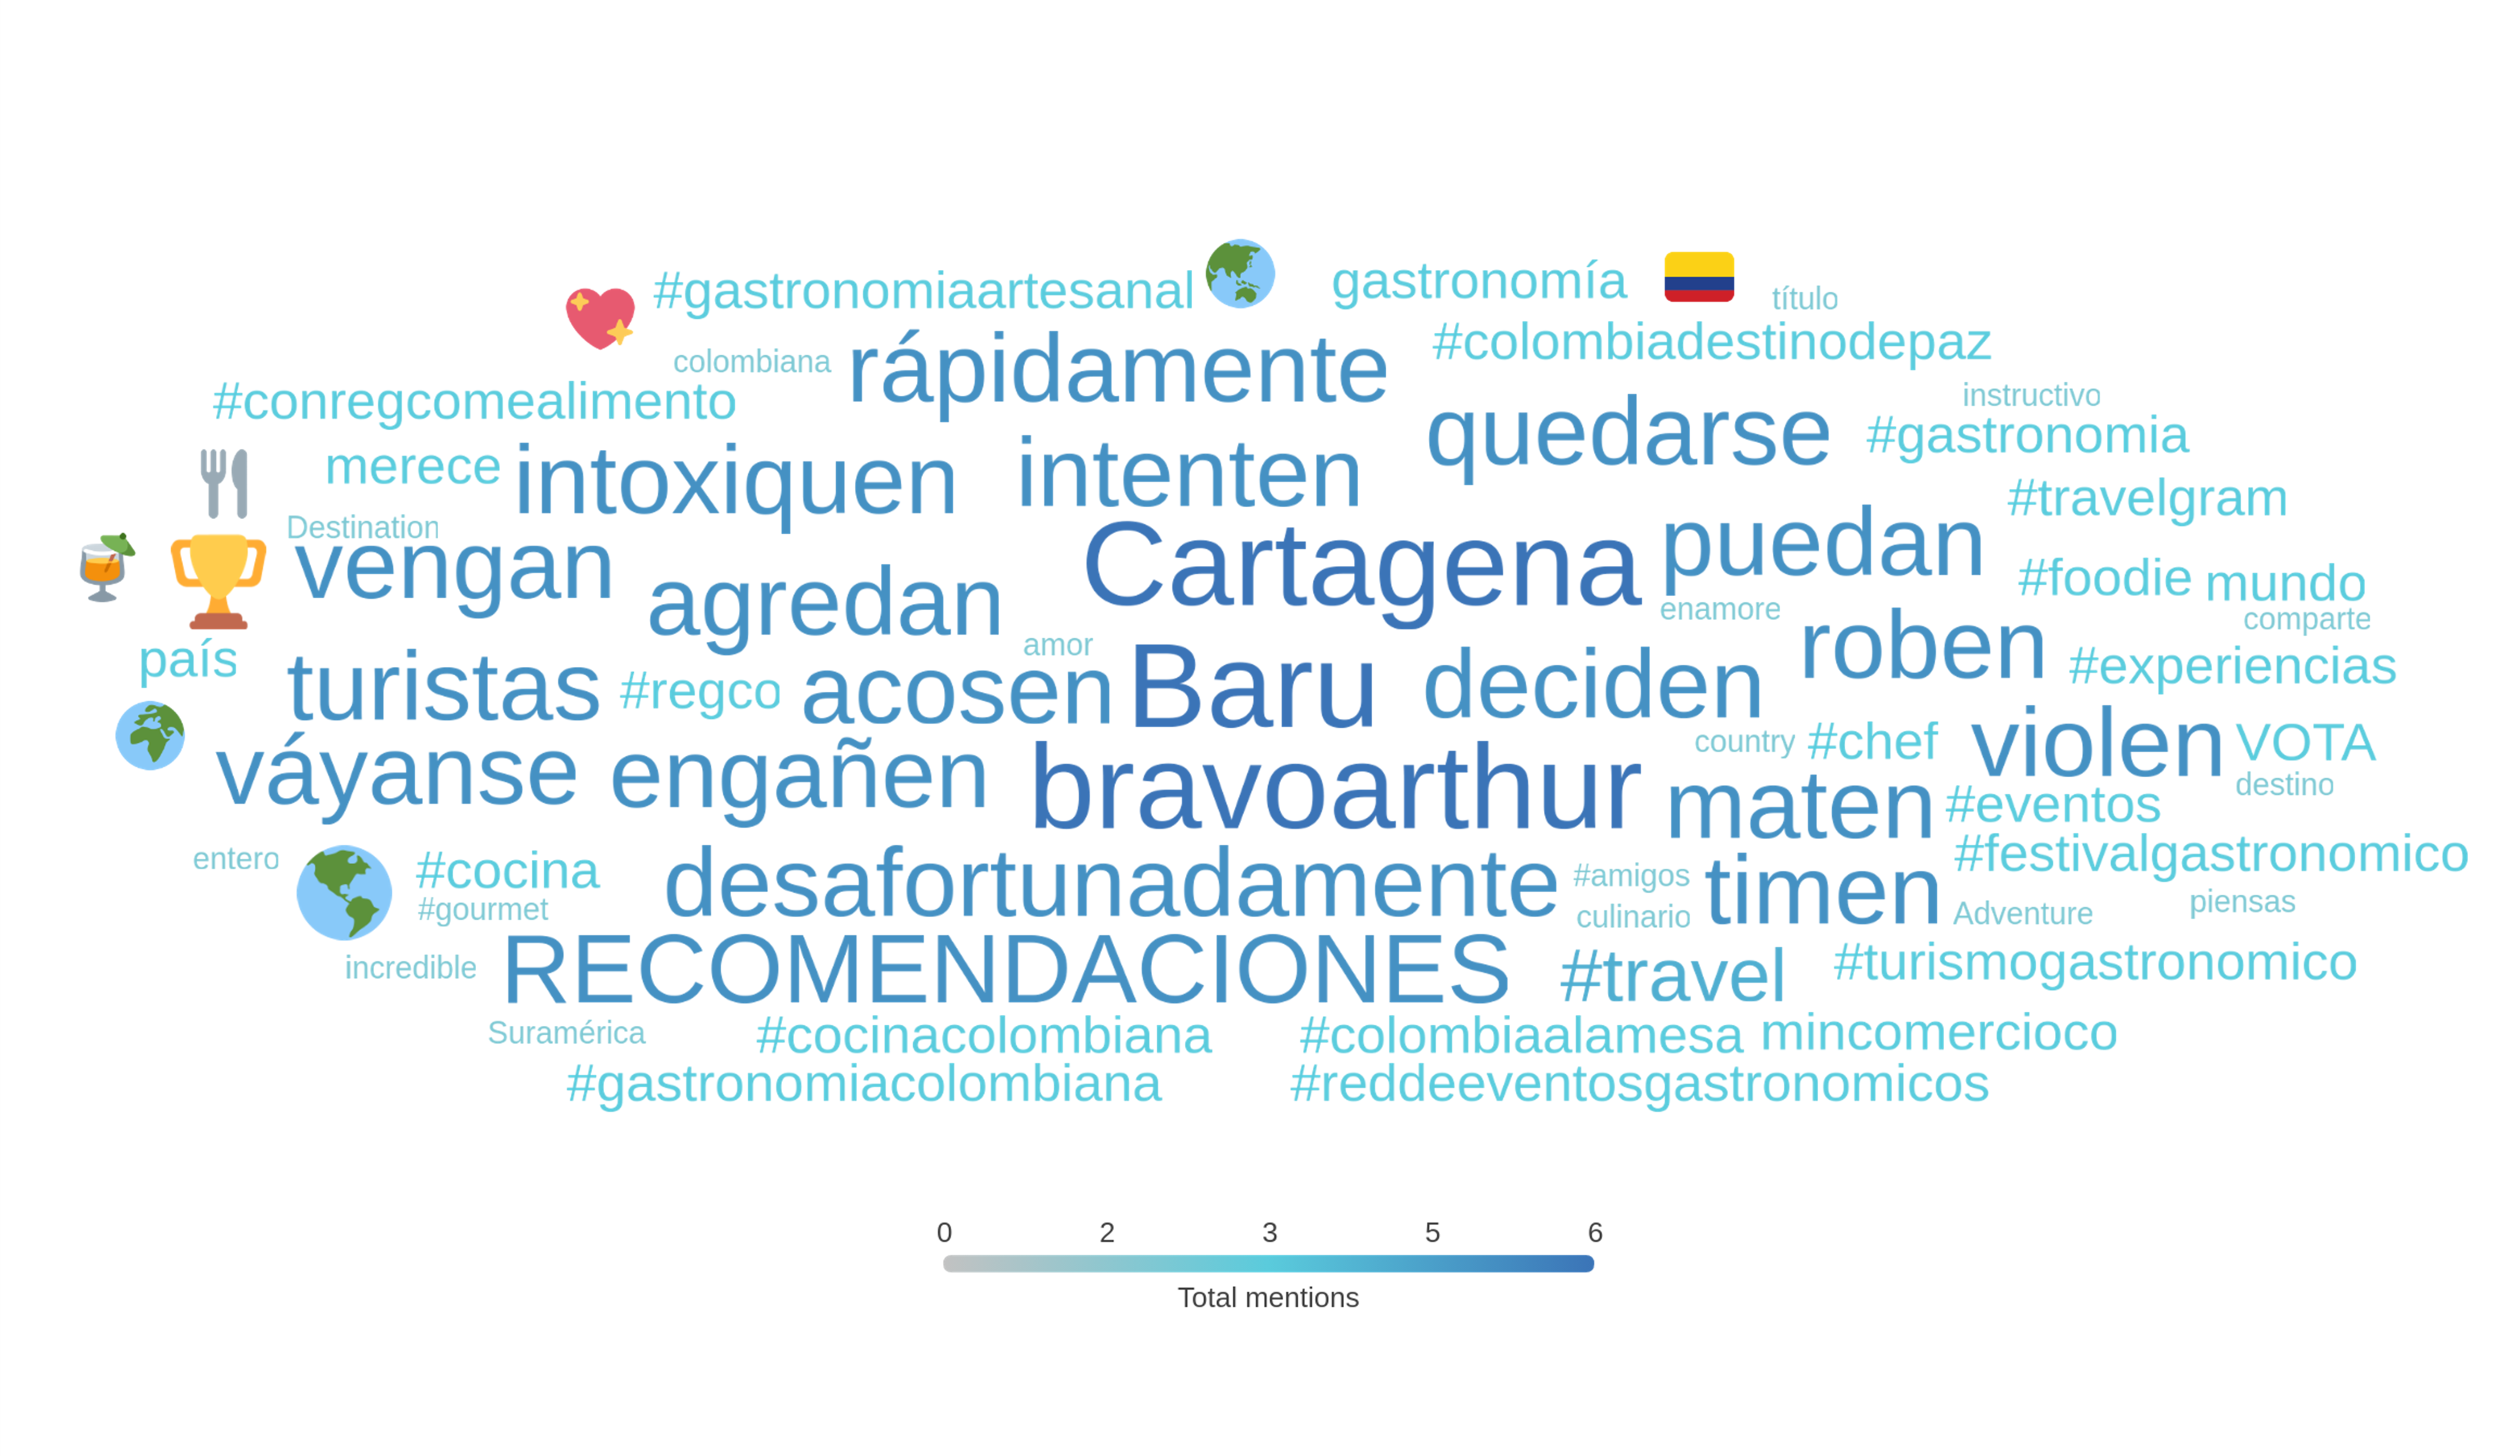 #gastronomiaartesanal gastronomía título
#colombiadestinodepaz
colombiana rápidamente
#conregcomealimento quedarse instructivo
#gastronomia
merece intoxiquen intenten #travelgram
Destination
vengan Cartagena puedan
agredan #foodie mundo
enamore comparte
país amor roben
turistas #regco acosen Baru deciden #experiencias
country #chef violen VOTA
váyanse engañen bravoarthur maten destino
#eventos
entero #cocina desafortunadamente #festivalgastronomico
#gourmet #amigos timen piensas
culinario Adventure
incredible RECOMENDACIONES #travel #turismogastronomico
Suramérica #cocinacolombiana #colombiaalamesa mincomercioco
#gastronomiacolombiana #reddeeventosgastronomicos
0 2 3 5 6
Total mentions